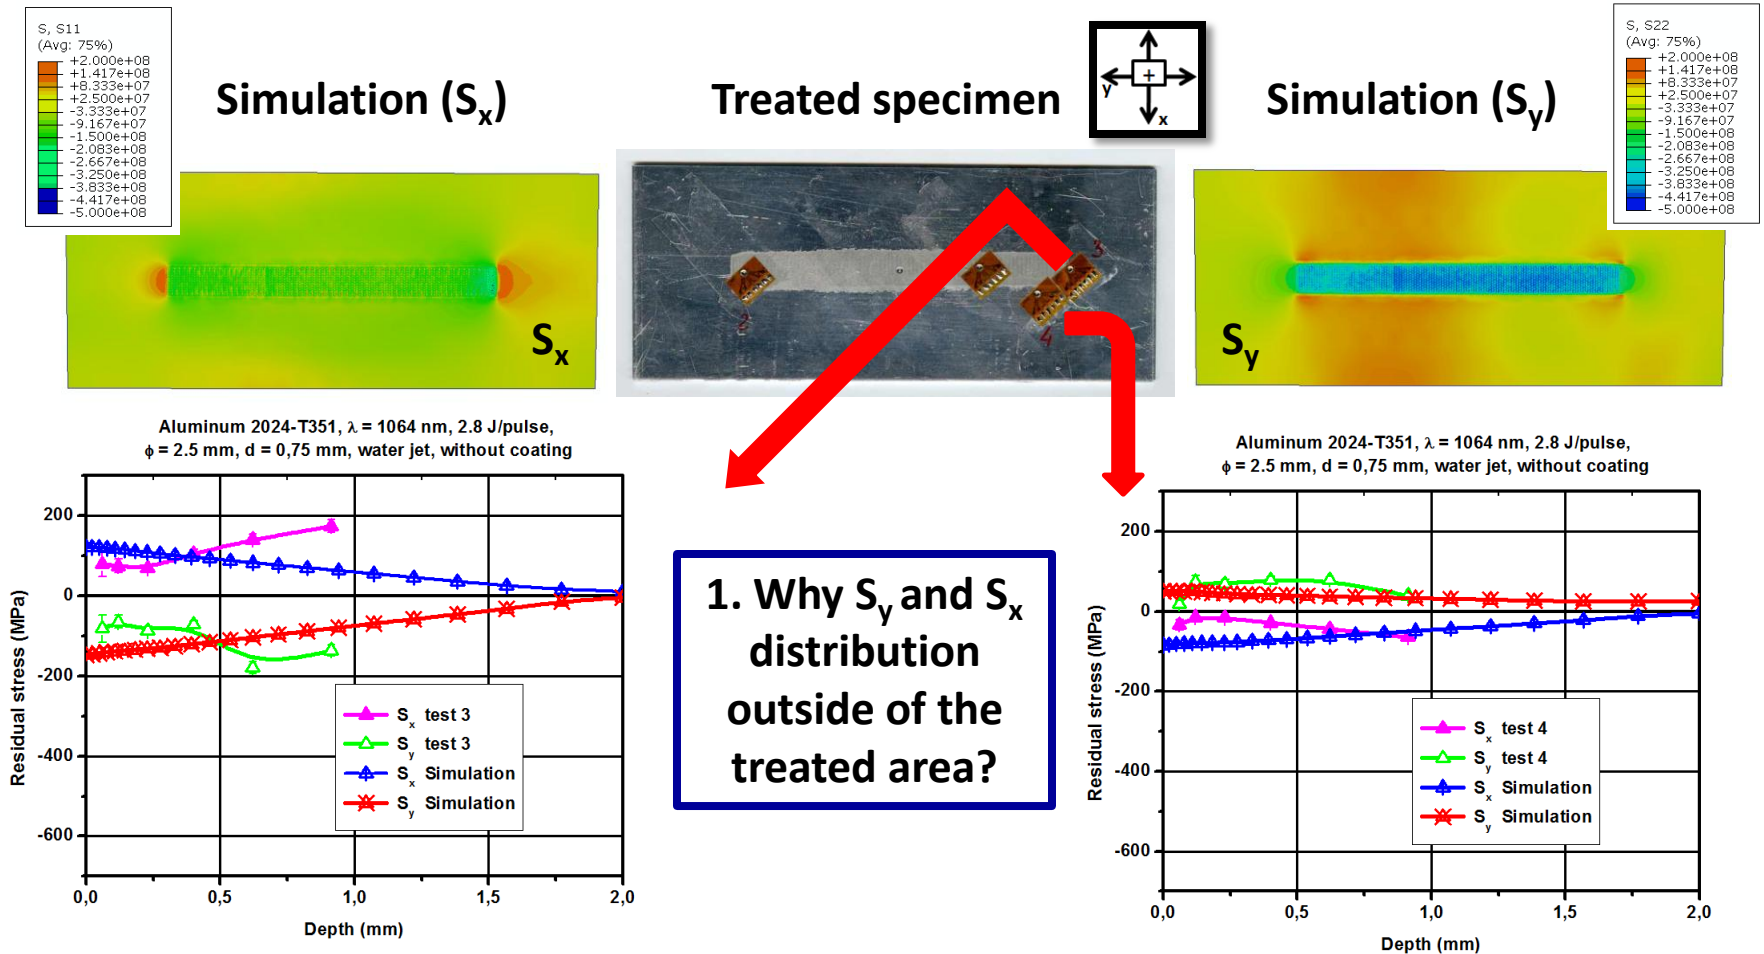 S, S11
(Avg: 75%)
+2.000e+08
+1.417e+08
+8.333e+07
+2.500e+07
-3.333e+07
-9.167e+07
-1.500e+08
-2.083e+08
-2.667e+08
-3.250e+08
-3.833e+08
-4.417e+08
-5.000e+08
Simulation (Sx)
Treated specimen
+
y
x
Simulation (Sy)
S, S22
(Avg: 75%)
+2.000e+08
+1.417e+08
+8.333e+07
+2.500e+07
-3.333e+07
-9.167e+07
-1.500e+08
-2.083e+08
-2.667e+08
-3.250e+08
-3.833e+08
-4.417e+08
-5.000e+08
Sx
2
3
4
Sy
Aluminum 2024-T351, λ = 1064 nm, 2.8 J/pulse,
ϕ = 2.5 mm, d = 0,75 mm, water jet, without coating
200
0
-200
-400
-600
Residual stress (MPa)
Sx test 3
Sy test 3
Sx Simulation
Sy Simulation
0,0 0,5 1,0 1,5 2,0
Depth (mm)
1. Why Sy and Sx
distribution
outside of the
treated area?
Aluminum 2024-T351, λ = 1064 nm, 2.8 J/pulse,
ϕ = 2.5 mm, d = 0,75 mm, water jet, without coating
200
0
-200
-400
-600
Residual stress (MPa)
Sx test 4
Sy test 4
Sx Simulation
Sy Simulation
0,0 0,5 1,0 1,5 2,0
Depth (mm)